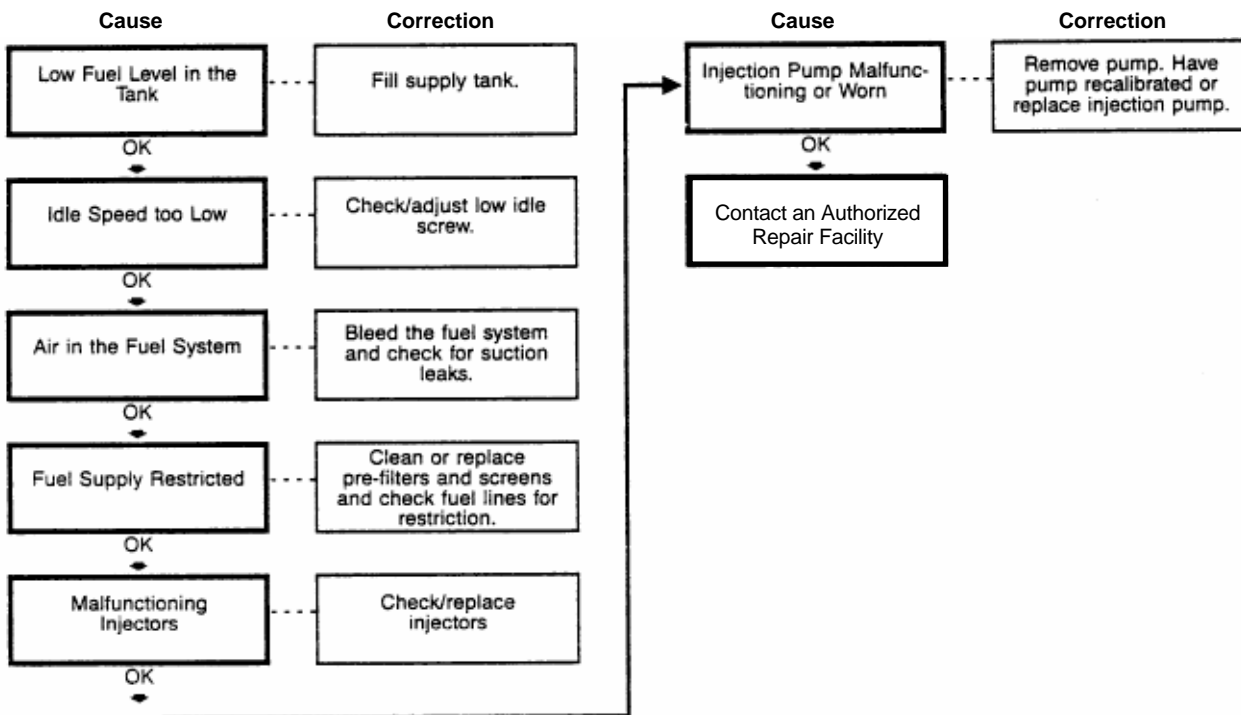 Cause
Correction
Low Fuel Level in the
Tank
Fill supply tank.
OK
Idle Speed too Low
Check/adjust low idle
screw.
OK
Air in the Fuel System
Bleed the fuel system
and check for suction
leaks.
OK
Fuel Supply Restricted
Clean or replace
pre-filters and screens
and check fuel lines for
restriction.
OK
Malfunctioning
Injectors
Check/replace
injectors
OK
Cause
Correction
Injection Pump Malfunc-
tioning or Worn
Remove pump. Have
pump recalibrated or
replace injection pump.
OK
Contact an Authorized
Repair Facility